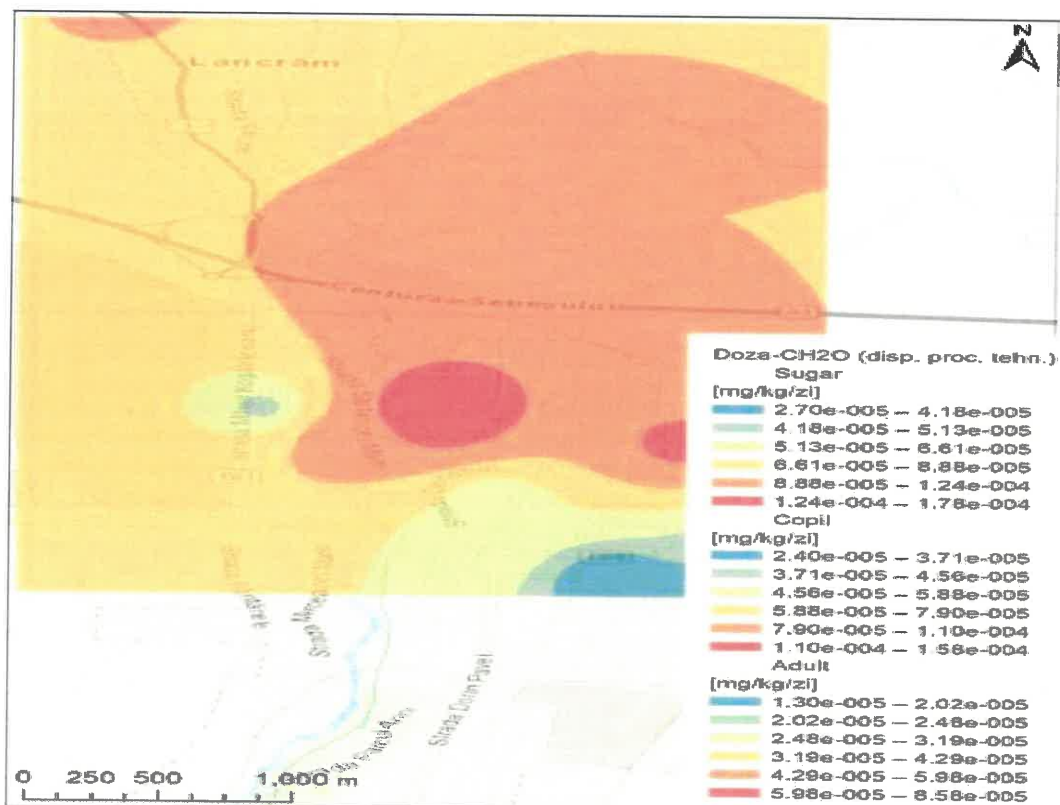 N
Lancram
Centura Sebesului
Doza-CH2O (disp. proc. tehn.)
Sugar
[mg/kg/zi]
2.70e-005 – 4.18e-005
4.18e-005 – 5.13e-005
5.13e-005 – 6.61e-005
6.61e-005 – 8.88e-005
8.88e-005 – 1.24e-004
1.24e-004 – 1.78e-004
Copil
[mg/kg/zi]
2.40e-005 – 3.71e-005
3.71e-005 – 4.56e-005
4.56e-005 – 5.88e-005
5.88e-005 – 7.90e-005
7.90e-005 – 1.10e-004
1.10e-004 – 1.58e-004
Adult
[mg/kg/zi]
1.30e-005 – 2.02e-005
2.02e-005 – 2.48e-005
2.48e-005 – 3.19e-005
3.19e-005 – 4.29e-005
4.29e-005 – 5.98e-005
5.98e-005 – 8.58e-005
Strada Dorin Pavel
0 250 500 1.000 m